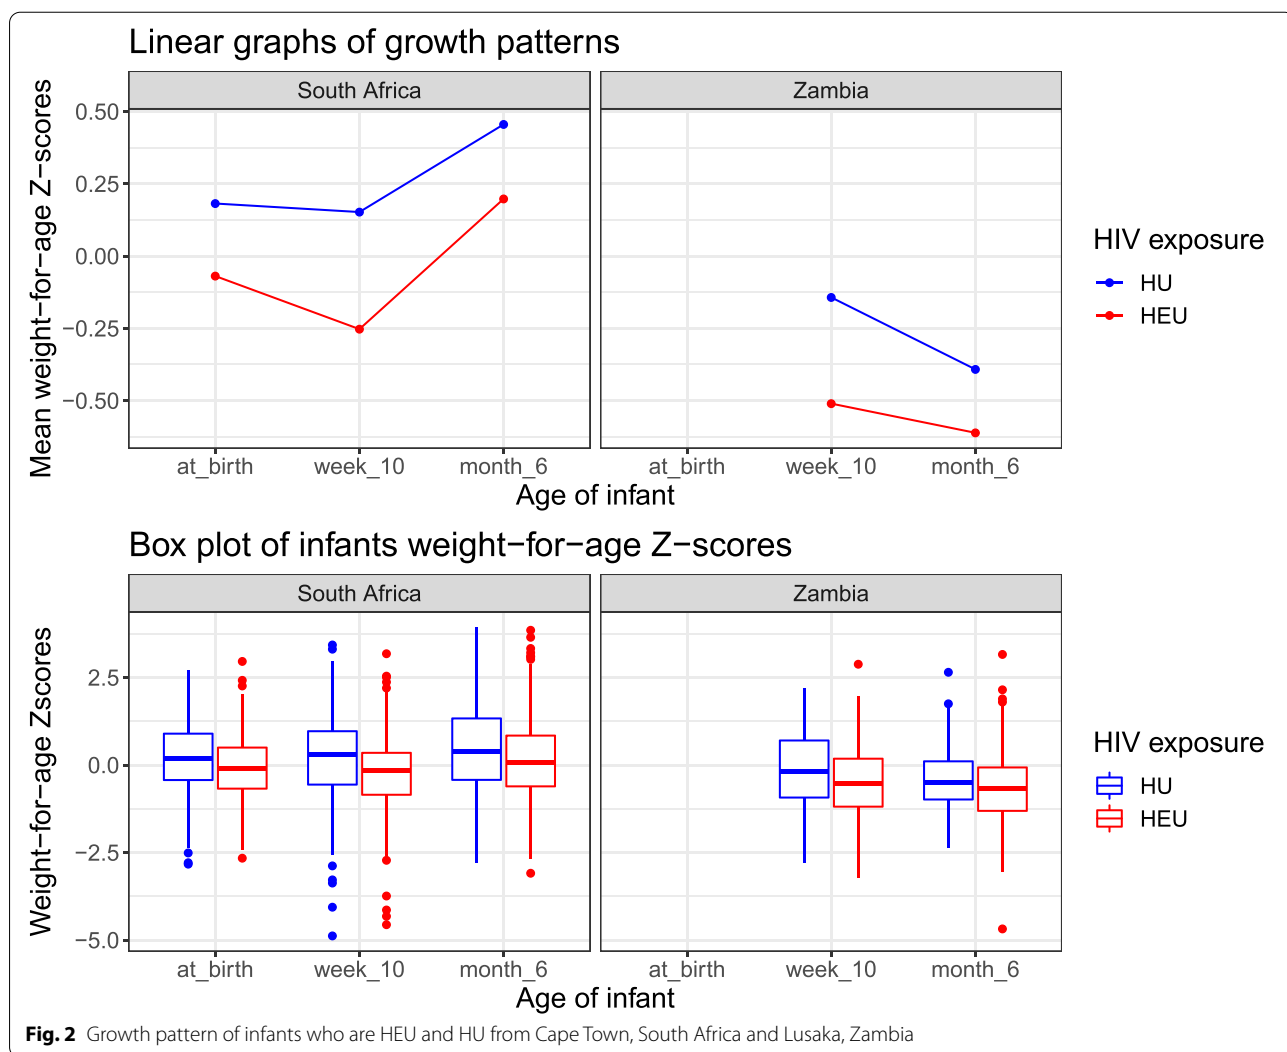 Linear graphs of growth patterns
South Africa
Zambia
Mean weight−for−age Z−scores
0.50
0.25
0.00
−0.25
−0.50
at_birth
week_10
month_6
at_birth
week_10
month_6
Age of infant
HIV exposure
HU
HEU
Box plot of infants weight−for−age Z−scores
South Africa
Zambia
Weight−for−age Zscores
2.5
0.0
−2.5
−5.0
at_birth
week_10
month_6
at_birth
week_10
month_6
Age of infant
HIV exposure
HU
HEU
Fig. 2 Growth pattern of infants who are HEU and HU from Cape Town, South Africa and Lusaka, Zambia